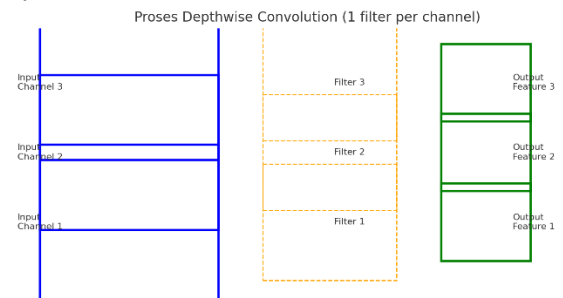 Proses Depthwise Convolution (1 filter per channel)
Input
Channel 3
Filter 3
Output
Feature 3
Input
Channel 2
Filter 2
Output
Feature 2
Input
Channel 1
Filter 1
Output
Feature 1